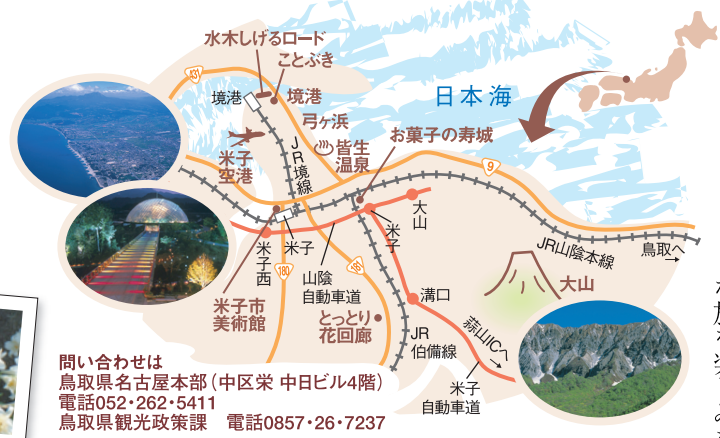 水木しげるロード
ことぶき
431
境港
境港
日本海
弓ヶ浜
お菓子の寿城
米子
空港
皆生
温泉
JR境線
9
大山
米子
米子
米子西
JR山陰本線
鳥取へ
180
181
山陰
自動車道
大山
溝口
米子市
美術館
とっとり
花回廊
JR
伯備線
蒜山ICへ
米子
自動車道
問い合わせは
鳥取県名古屋本部(中区栄 中日ビル4階)
電話052・262・5411
鳥取県観光政策課 電話0857・26・7237